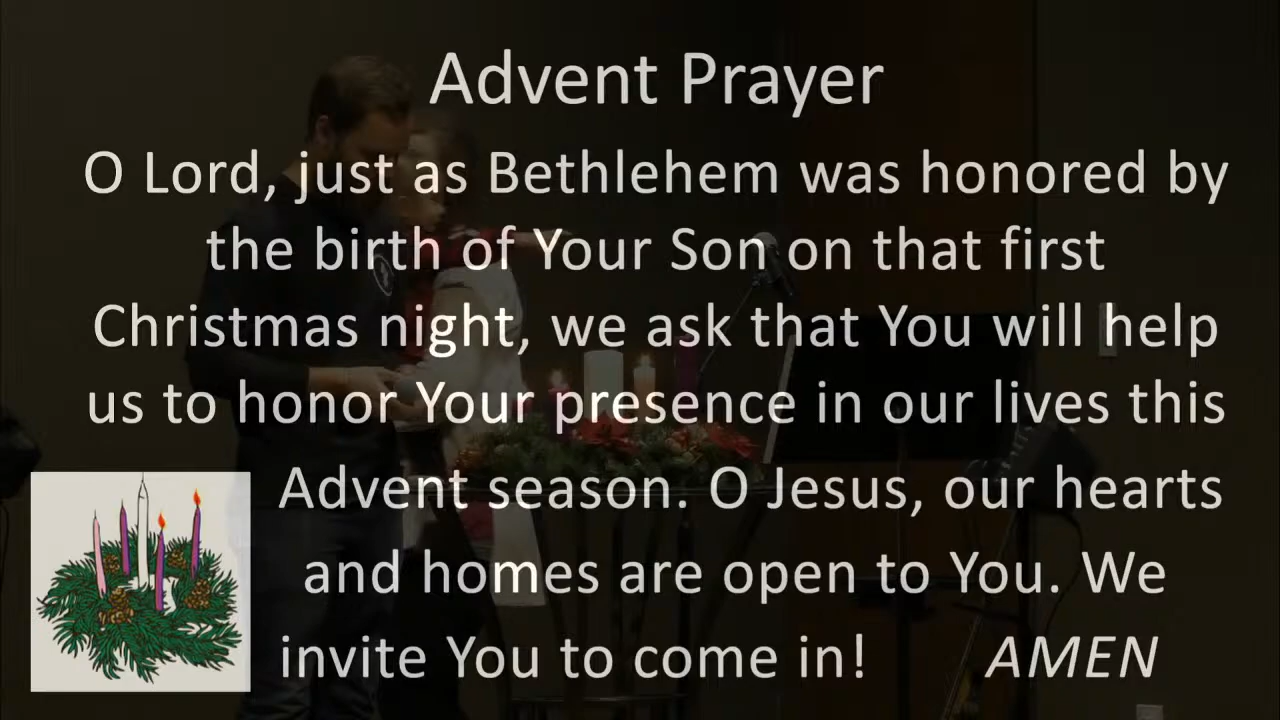 Advent Prayer
O Lord, just as Bethlehem was honored by
the birth of Your Son on that first
Christmas night, we ask that You will help
us to honor Your presence in our lives this
Advent season. O Jesus, our hearts
and homes are open to You. We
invite You to come in! AMEN